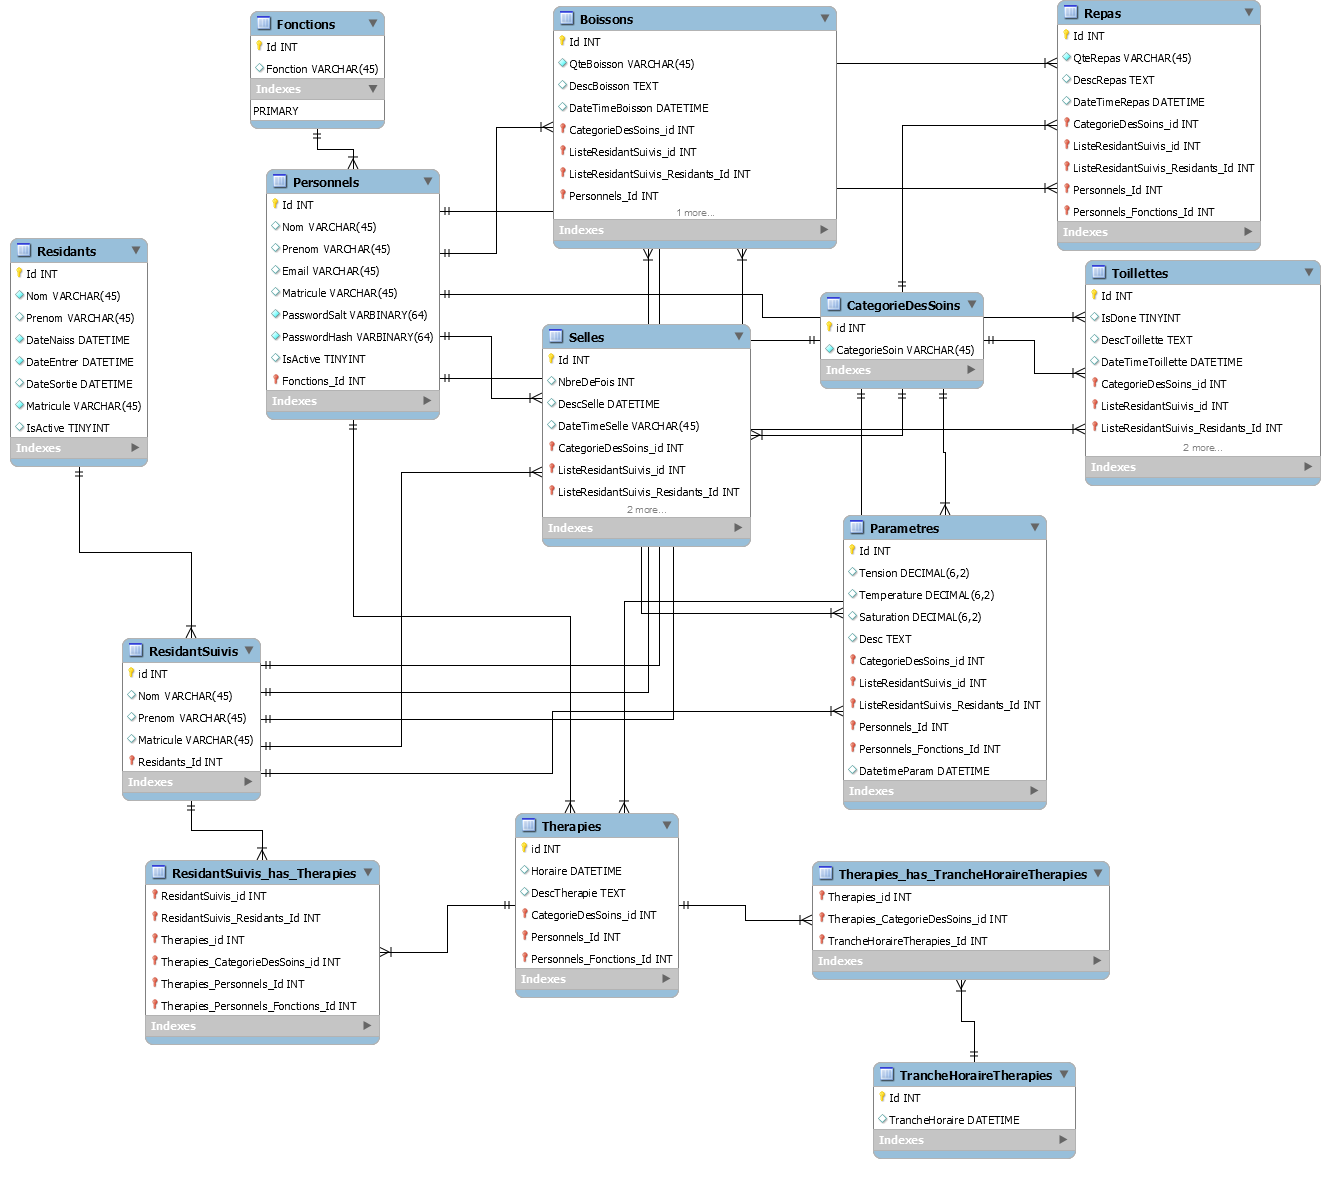 Fonctions
Id INT
Fonction VARCHAR(45)
Indexes
PRIMARY
Boissons
Id INT
QteBoisson VARCHAR(45)
DescBoisson TEXT
DateTimeBoisson DATETIME
CategorieDesSoins_id INT
ListeResidantSuivis_id INT
ListeResidantSuivis_Residants_Id INT
Personnels_Id INT
1 more...
Indexes
Repas
Id INT
QteRepas VARCHAR(45)
DescRepas TEXT
DateTimeRepas DATETIME
CategorieDesSoins_id INT
ListeResidantSuivis_id INT
ListeResidantSuivis_Residants_Id INT
Personnels_Id INT
Personnels_Fonctions_Id INT
Indexes
Personnels
Id INT
Nom VARCHAR(45)
Prenom VARCHAR(45)
Email VARCHAR(45)
Matricule VARCHAR(45)
PasswordSalt VARBINARY(64)
PasswordHash VARBINARY(64)
IsActive TINYINT
Fonctions_Id INT
Indexes
Residants
Id INT
Nom VARCHAR(45)
Prenom VARCHAR(45)
DateNaiss DATETIME
DateEntrer DATETIME
DateSortie DATETIME
Matricule VARCHAR(45)
IsActive TINYINT
Indexes
Toillettes
Id INT
IsDone TINYINT
DescToillette TEXT
DateTimeToillette DATETIME
CategorieDesSoins_id INT
ListeResidantSuivis_id INT
ListeResidantSuivis_Residants_Id INT
2 more...
Indexes
CategorieDesSoins
id INT
CategorieSoin VARCHAR(45)
Indexes
Selles
Id INT
NbreDeFois INT
DescSelle DATETIME
DateTimeSelle VARCHAR(45)
CategorieDesSoins_id INT
ListeResidantSuivis_id INT
ListeResidantSuivis_Residants_Id INT
2 more...
Indexes
Parametres
Id INT
Tension DECIMAL(6,2)
Temperature DECIMAL(6,2)
Saturation DECIMAL(6,2)
Desc TEXT
CategorieDesSoins_id INT
ListeResidantSuivis_id INT
ListeResidantSuivis_Residants_Id INT
Personnels_Id INT
Personnels_Fonctions_Id INT
DatetimeParam DATETIME
Indexes
ResidantSuivis
id INT
Nom VARCHAR(45)
Prenom VARCHAR(45)
Matricule VARCHAR(45)
Residants_Id INT
Indexes
Therapies
id INT
Horaire DATETIME
DescTherapie TEXT
CategorieDesSoins_id INT
Personnels_Id INT
Personnels_Fonctions_Id INT
Indexes
ResidantSuivis_has_Therapies
ResidantSuivis_id INT
ResidantSuivis_Residants_Id INT
Therapies_id INT
Therapies_CategorieDesSoins_id INT
Therapies_Personnels_Id INT
Therapies_Personnels_Fonctions_Id INT
Indexes
Therapies_has_TrancheHoraireTherapies
Therapies_id INT
Therapies_CategorieDesSoins_id INT
TrancheHoraireTherapies_Id INT
Indexes
TrancheHoraireTherapies
Id INT
TrancheHoraire DATETIME
Indexes